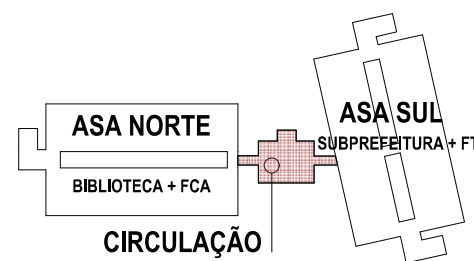 ASA NORTE
BIBLIOTECA + FCA
ASA SUL
SUBPREFEITURA + FT
CIRCULAÇÃO